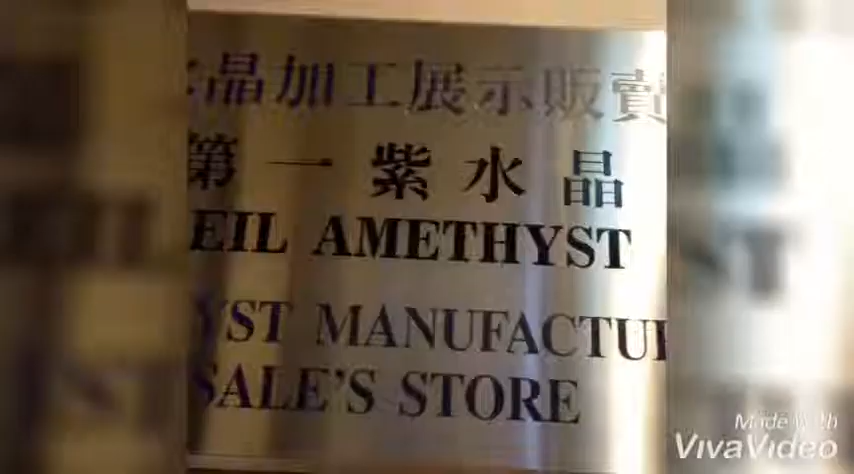 晶加工展示販賣
第一紫水晶
EIL AMETHYST
YST MANUFACTU
SALE'S STORE
Made with
VivaVideo